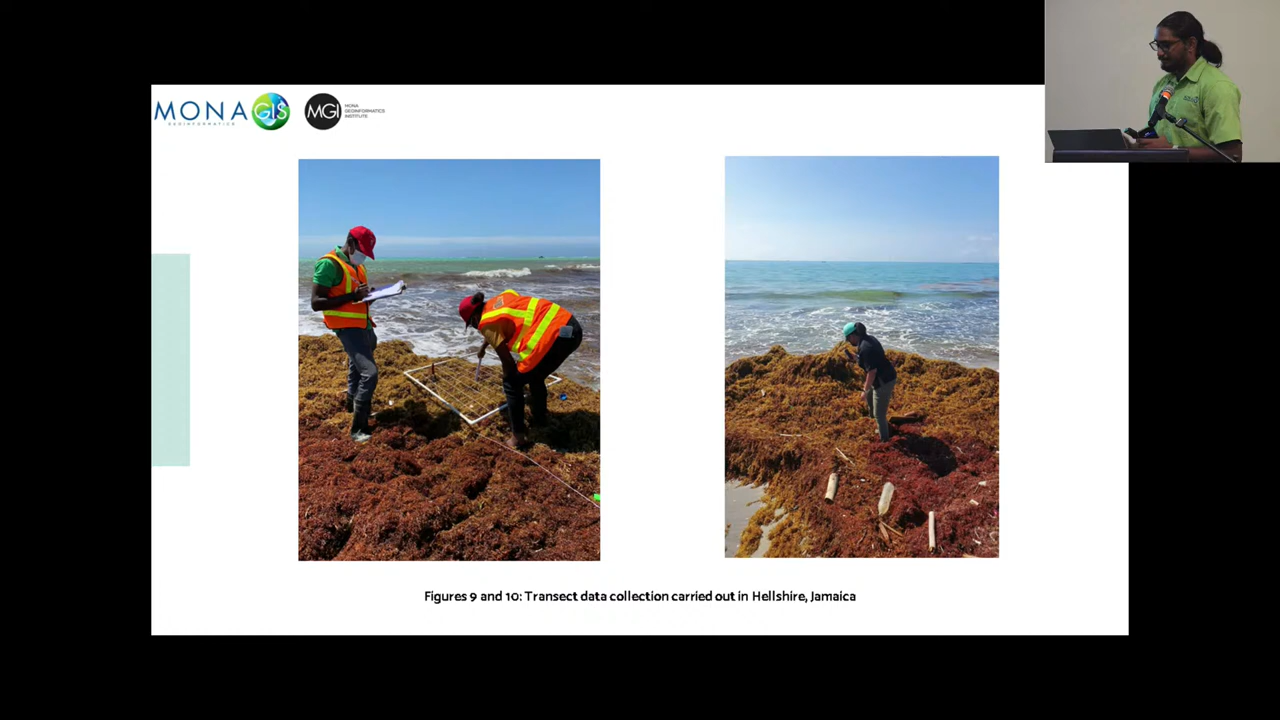 MONA GIS
GEOINFORMATICS
MGI
MONA
GEOINFORMATICS
INSTITUTE
Figures 9 and 10: Transect data collection carried out in Hellshire, Jamaica